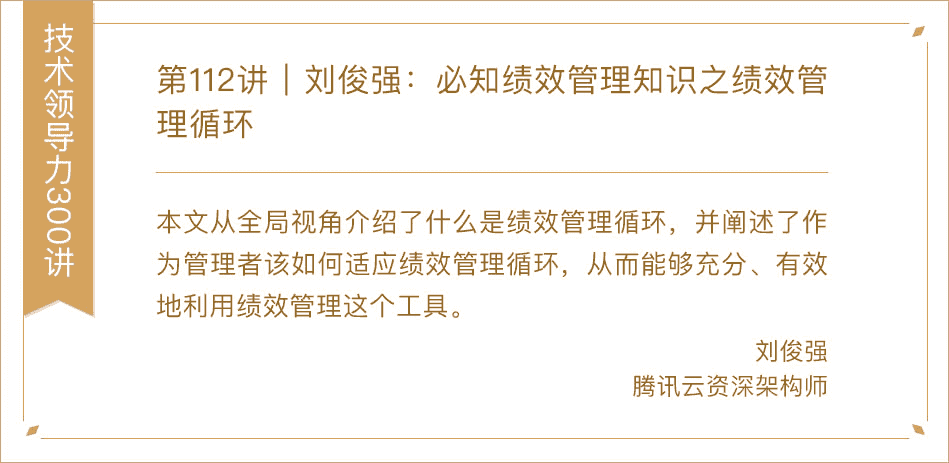 技术领导力300讲
第112讲｜刘俊强：必知绩效管理知识之绩效管
理循环
本文从全局视角介绍了什么是绩效管理循环，并阐述了作
为管理者该如何适应绩效管理循环，从而能够充分、有效
地利用绩效管理这个工具。
刘俊强
腾讯云资深架构师